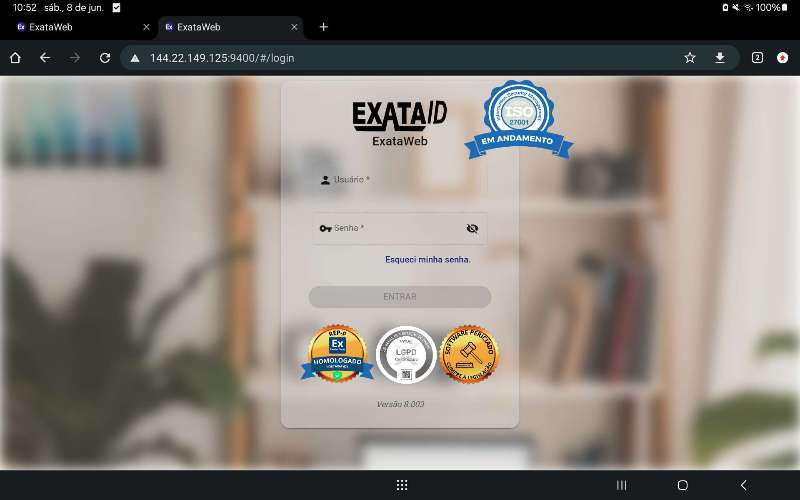 10:52 sáb., 8 de jun. 100%
Ex ExataWeb
Ex ExataWeb
144.22.149.125:9400/#/login
2
EXATAID
ExataWeb
ISO
27001
EM ANDAMENTO
Usuário *
Senha *
Esqueci minha senha.
ENTRAR
REP-P
Ex
HOMOLOGADO
LGPD
SOFTWARE PERICIADO
Versão 8.003